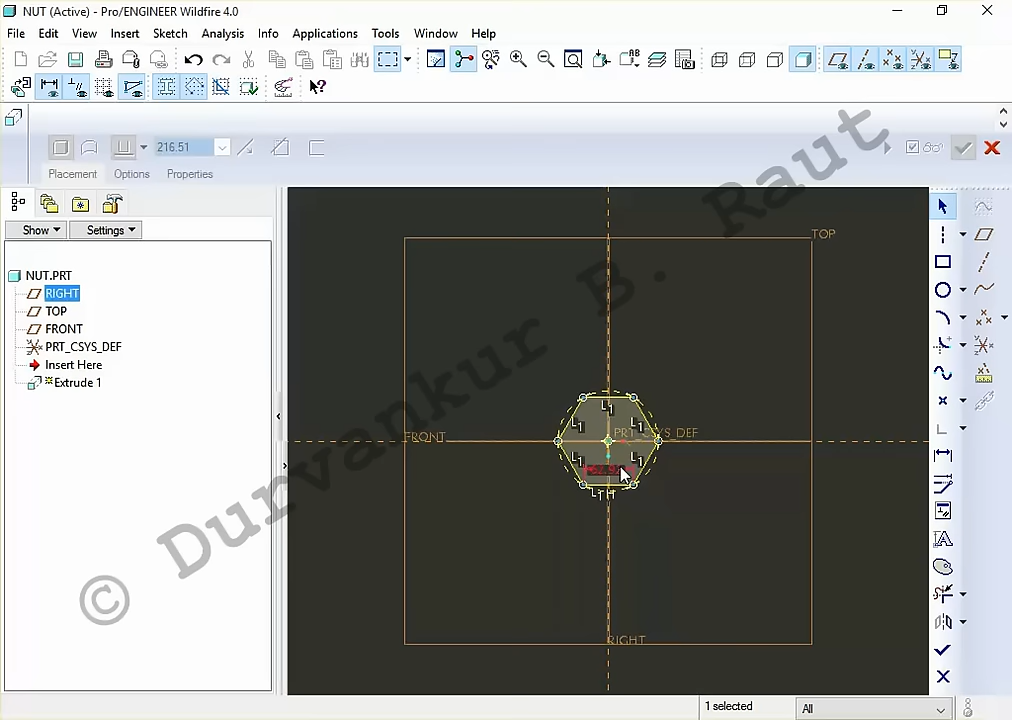 NUT (Active) - Pro/ENGINEER Wildfire 4.0
File Edit View Insert Sketch Analysis Info Applications Tools Window Help
216.51
Placement Options Properties
Show Settings
NUT.PRT
RIGHT
TOP
FRONT
PRT_CSYS_DEF
Insert Here
Extrude 1
TOP
FRONT
PRT_CSYS_DEF
RIGHT
© Durvankur B. Raut
1 selected
All